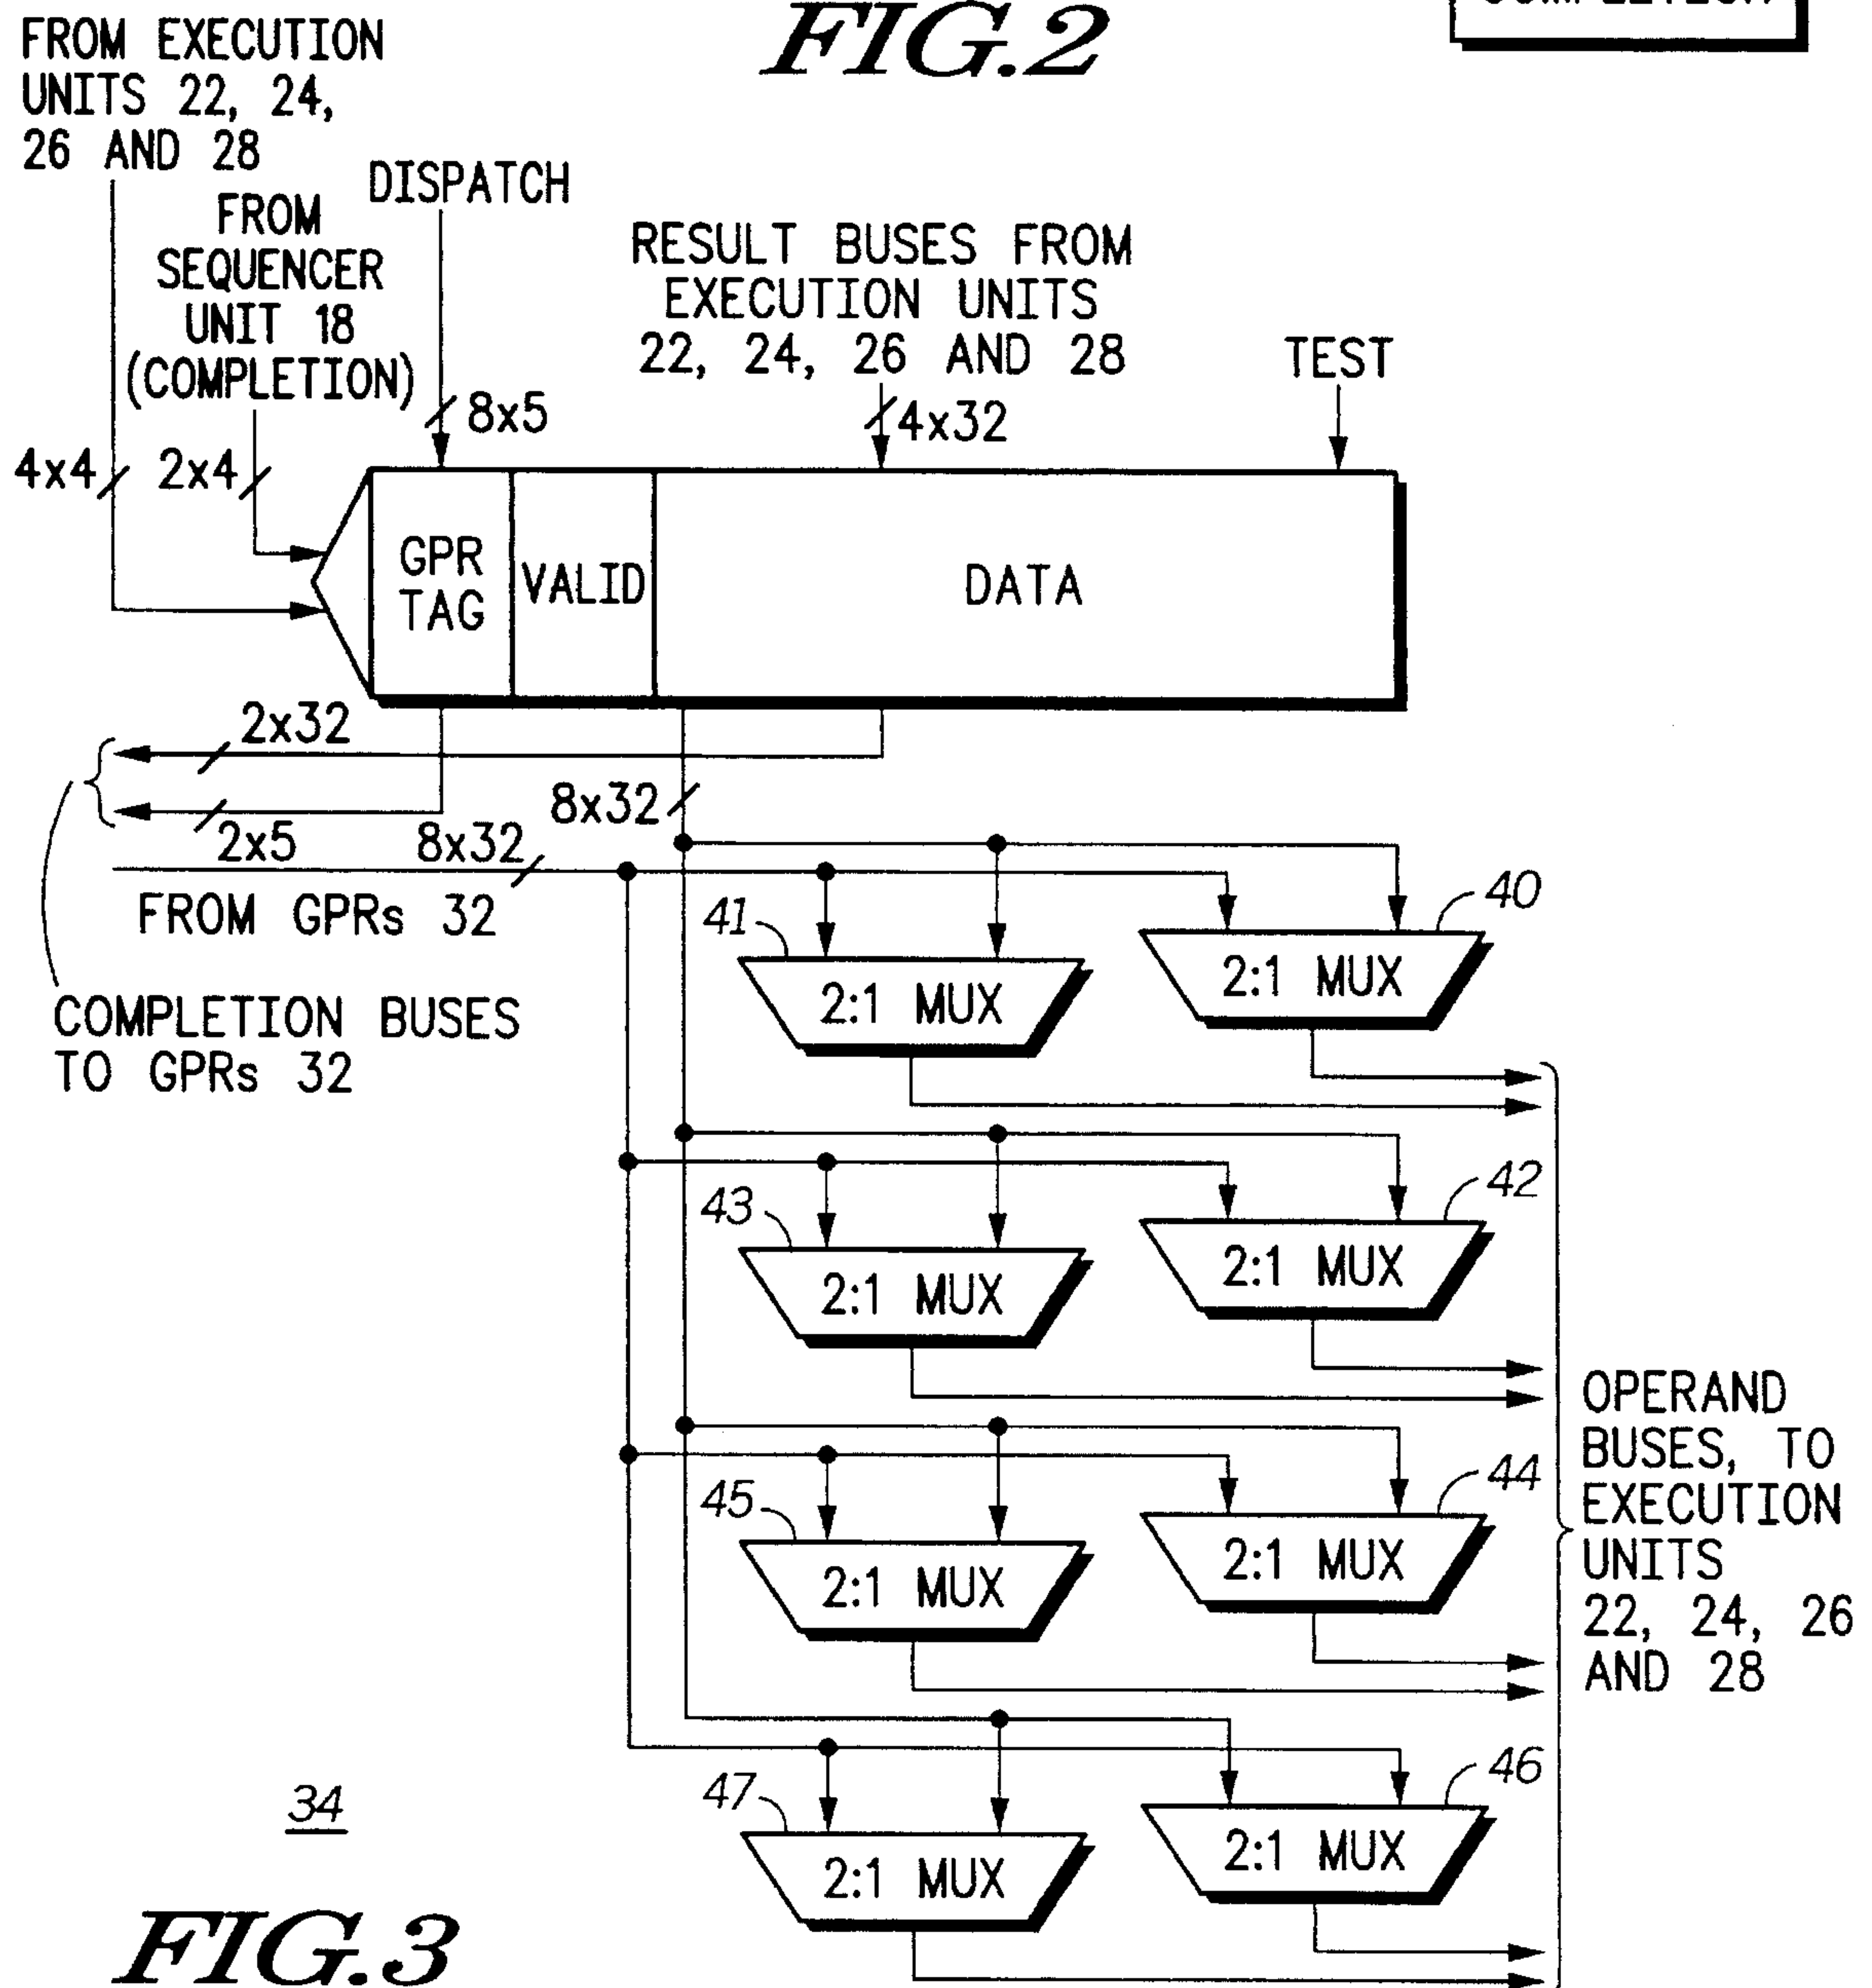 FIG.2
FROM EXECUTION
UNITS 22, 24,
26 AND 28
FROM
SEQUENCER
UNIT 18
(COMPLETION)
DISPATCH
RESULT BUSES FROM
EXECUTION UNITS
22, 24, 26 AND 28
TEST
4x4
2x4
8x5
4x32
GPR
TAG
VALID
DATA
2x32
2x5
8x32
8x32
FROM GPRs 32
COMPLETION BUSES
TO GPRs 32
41
2:1 MUX
40
2:1 MUX
43
2:1 MUX
42
2:1 MUX
45
2:1 MUX
44
2:1 MUX
47
2:1 MUX
46
2:1 MUX
OPERAND
BUSES, TO
EXECUTION
UNITS
22, 24, 26
AND 28
34
FIG.3